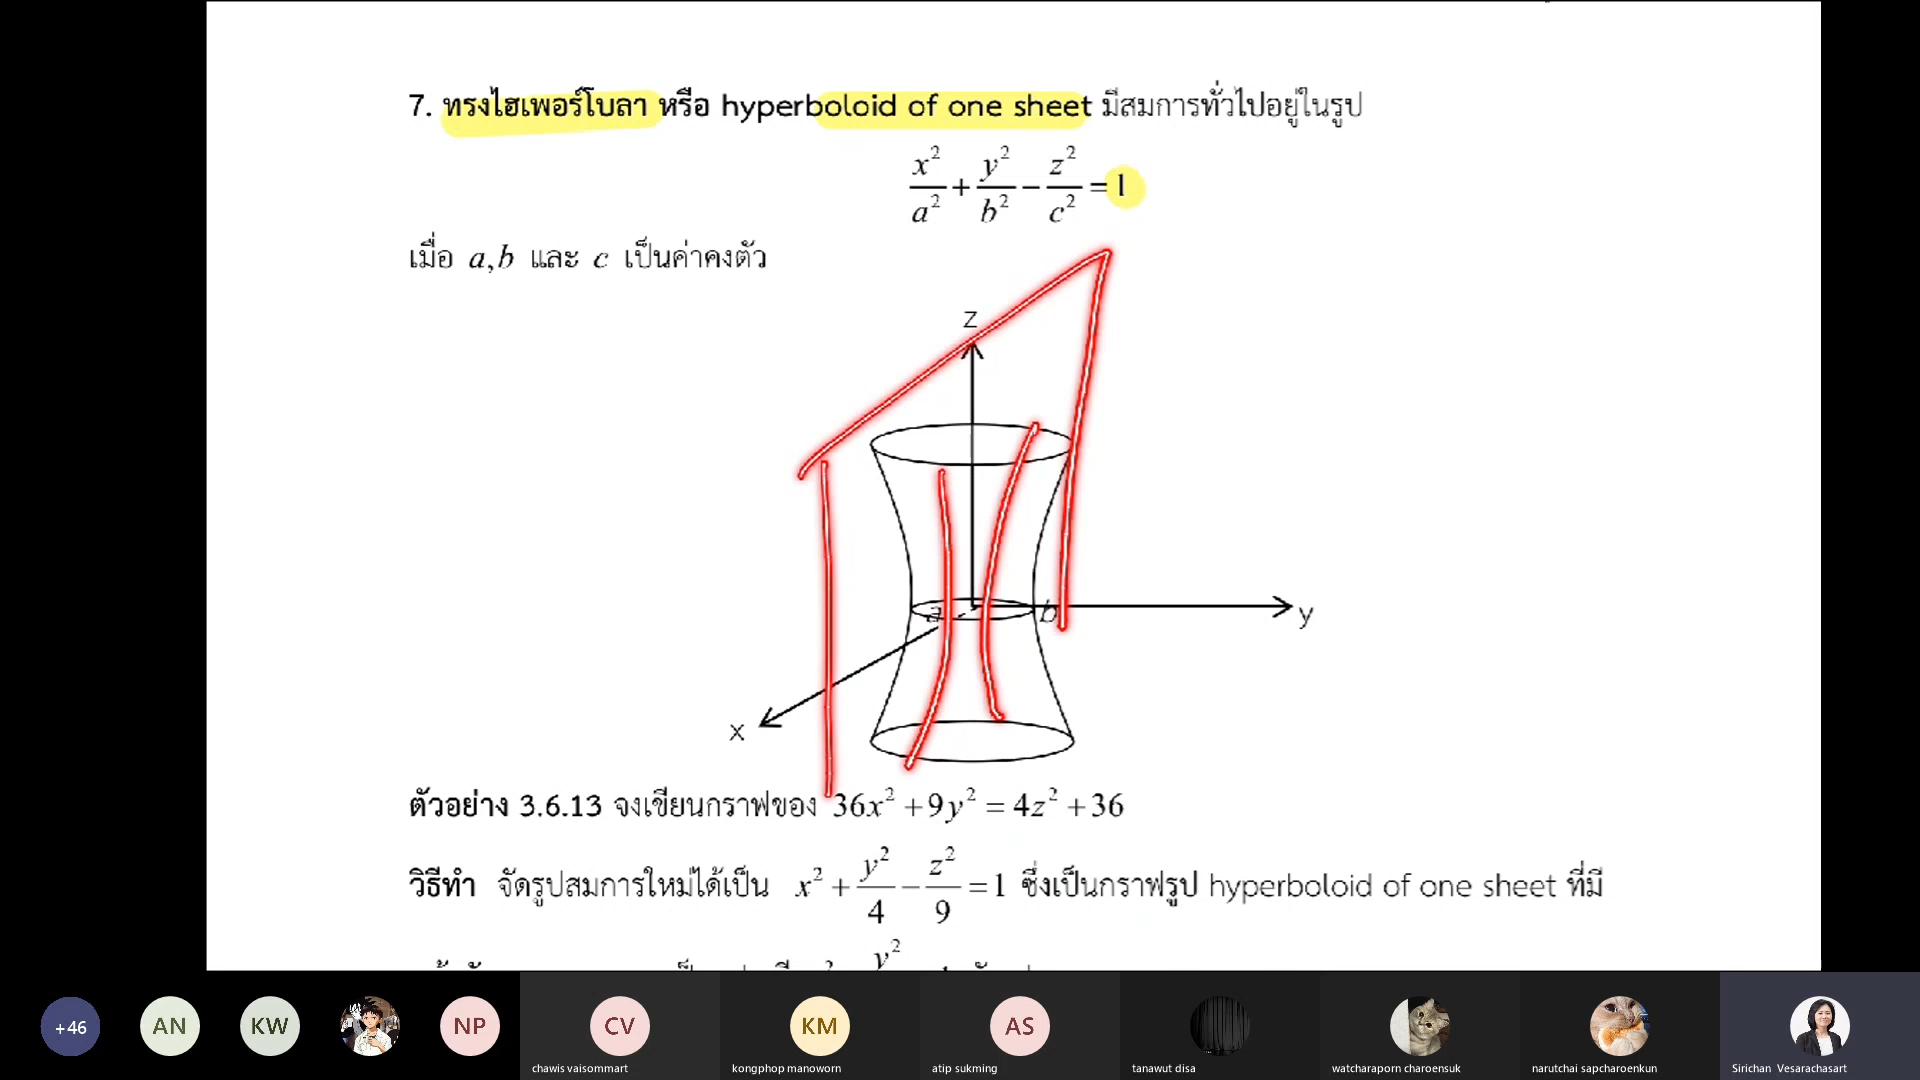 7. ทรงไฮเพอร์โบลา หรือ hyperboloid of one sheet มีสมการทั่วไปอยู่ในรูป
x²/a² + y²/b² − z²/c² = 1
เมื่อ a,b และ c เป็นค่าคงตัว
z
a b
y
x
ตัวอย่าง 3.6.13 จงเขียนกราฟของ 36x² + 9y² = 4z² + 36
วิธีทำ จัดรูปสมการใหม่ได้เป็น x² + y²/4 − z²/9 = 1 ซึ่งเป็นกราฟรูป hyperboloid of one sheet ที่มี
+46 AN KW NP CV KM AS
chawis vaisommart kongphop manoworn atip sukming tanawut disa watcharaporn charoensuk narutchai sapcharoenkun Sirichan Vesarachasart